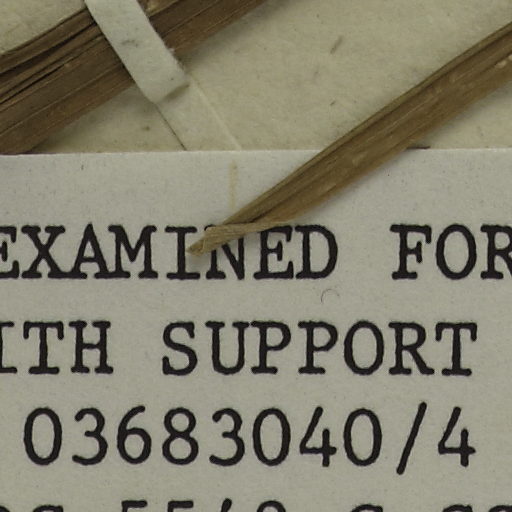 EXAMINED FOR
ITH SUPPORT
03683040/4